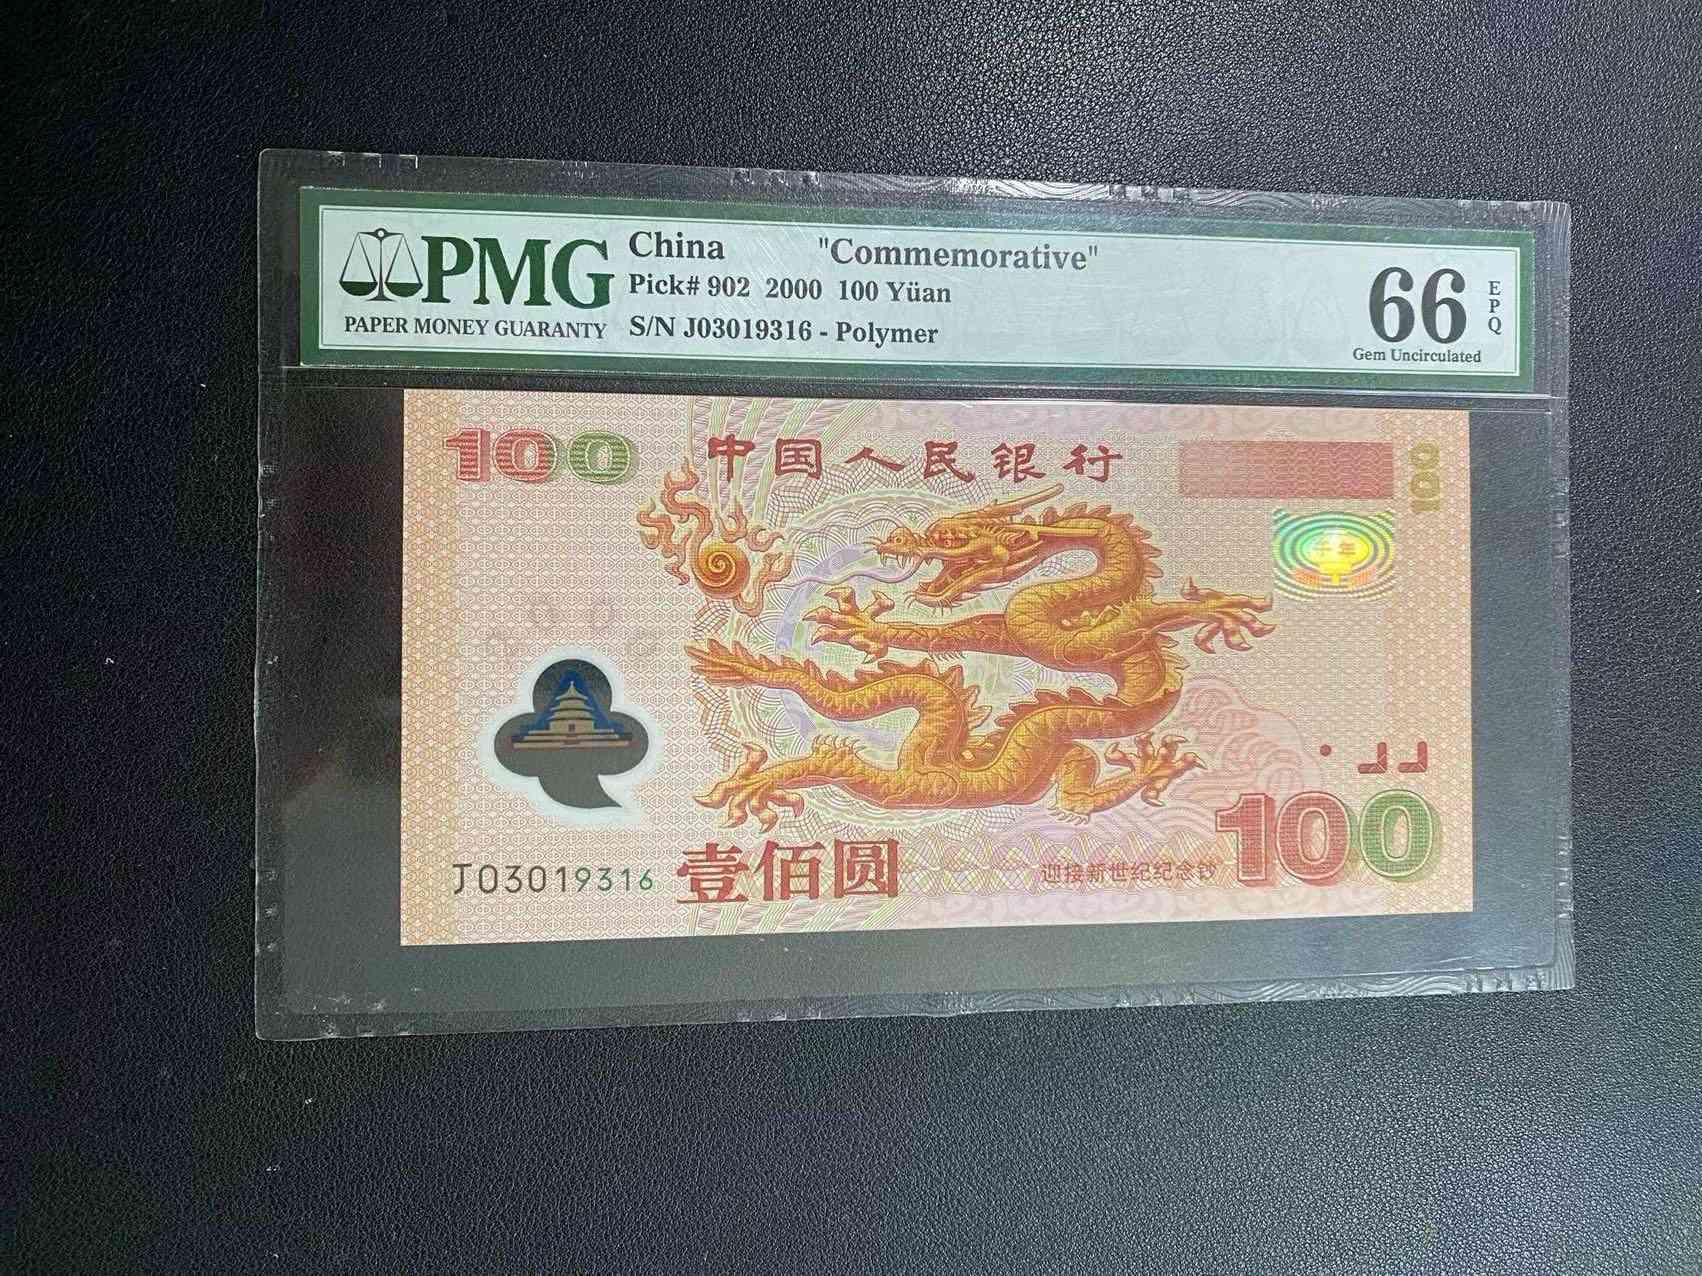 PMG
PAPER MONEY GUARANTY
China "Commemorative"
Pick# 902 2000 100 Yüan
S/N J03019316 - Polymer
66 EPQ
Gem Uncirculated
100 中国人民银行 100
千年
100
J03019316 壹佰圆 迎接新世纪纪念钞